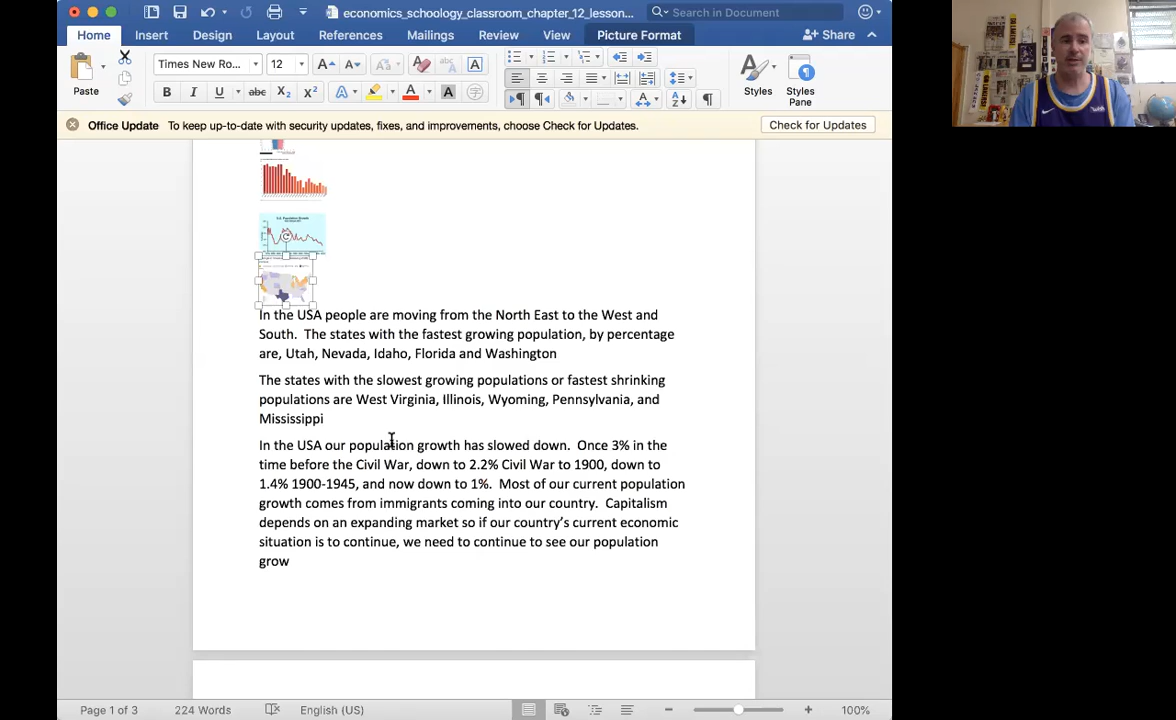 economics_schoology_classroom_chapter_12_lesson...
Search in Document
Home Insert Design Layout References Mailings Review View Picture Format Share
Paste
Times New Ro... 12
B I U abc X2 X2
Styles
Styles Pane
Office Update To keep up-to-date with security updates, fixes, and improvements, choose Check for Updates. Check for Updates
U.S. Population Growth
In the USA people are moving from the North East to the West and
South. The states with the fastest growing population, by percentage
are, Utah, Nevada, Idaho, Florida and Washington
The states with the slowest growing populations or fastest shrinking
populations are West Virginia, Illinois, Wyoming, Pennsylvania, and
Mississippi
In the USA our population growth has slowed down. Once 3% in the
time before the Civil War, down to 2.2% Civil War to 1900, down to
1.4% 1900-1945, and now down to 1%. Most of our current population
growth comes from immigrants coming into our country. Capitalism
depends on an expanding market so if our country's current economic
situation is to continue, we need to continue to see our population
grow
Page 1 of 3 224 Words English (US) 100%